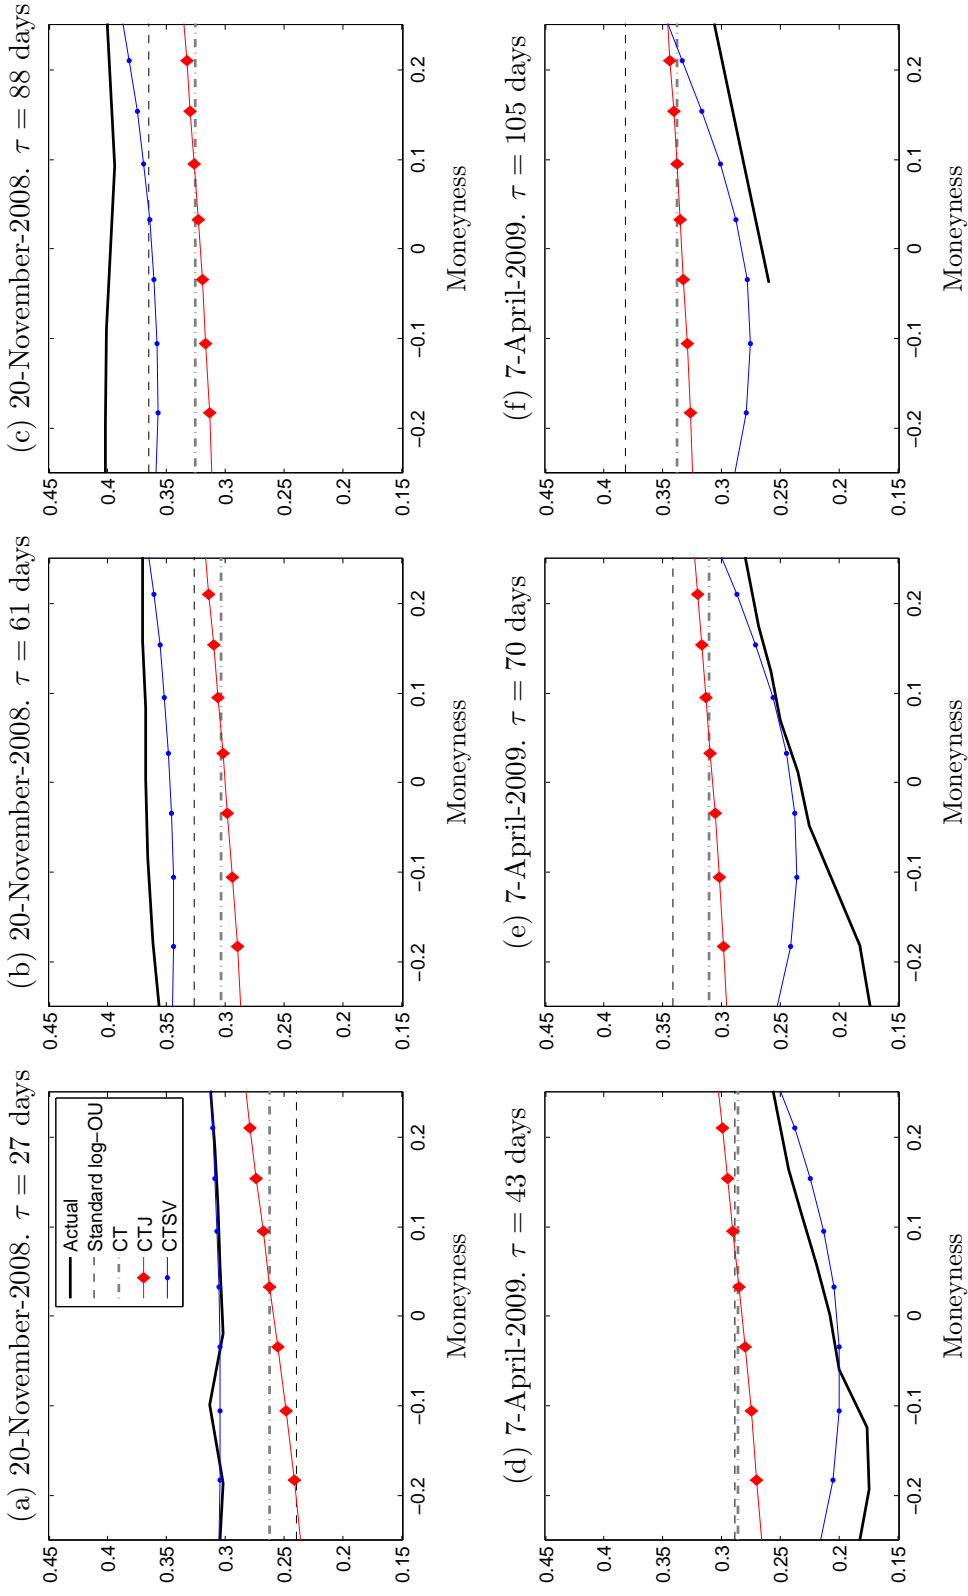 (a) 20-November-2008. τ = 27 days
0.45
0.4
0.35
0.3
0.25
0.2
0.15
Actual
Standard log−OU
CT
CTJ
CTSV
−0.2 −0.1 0 0.1 0.2
Moneyness
(b) 20-November-2008. τ = 61 days
0.45
0.4
0.35
0.3
0.25
0.2
0.15
−0.2 −0.1 0 0.1 0.2
Moneyness
(c) 20-November-2008. τ = 88 days
0.45
0.4
0.35
0.3
0.25
0.2
0.15
−0.2 −0.1 0 0.1 0.2
Moneyness
(d) 7-April-2009. τ = 43 days
0.45
0.4
0.35
0.3
0.25
0.2
0.15
−0.2 −0.1 0 0.1 0.2
Moneyness
(e) 7-April-2009. τ = 70 days
0.45
0.4
0.35
0.3
0.25
0.2
0.15
−0.2 −0.1 0 0.1 0.2
Moneyness
(f) 7-April-2009. τ = 105 days
0.45
0.4
0.35
0.3
0.25
0.2
0.15
−0.2 −0.1 0 0.1 0.2
Moneyness